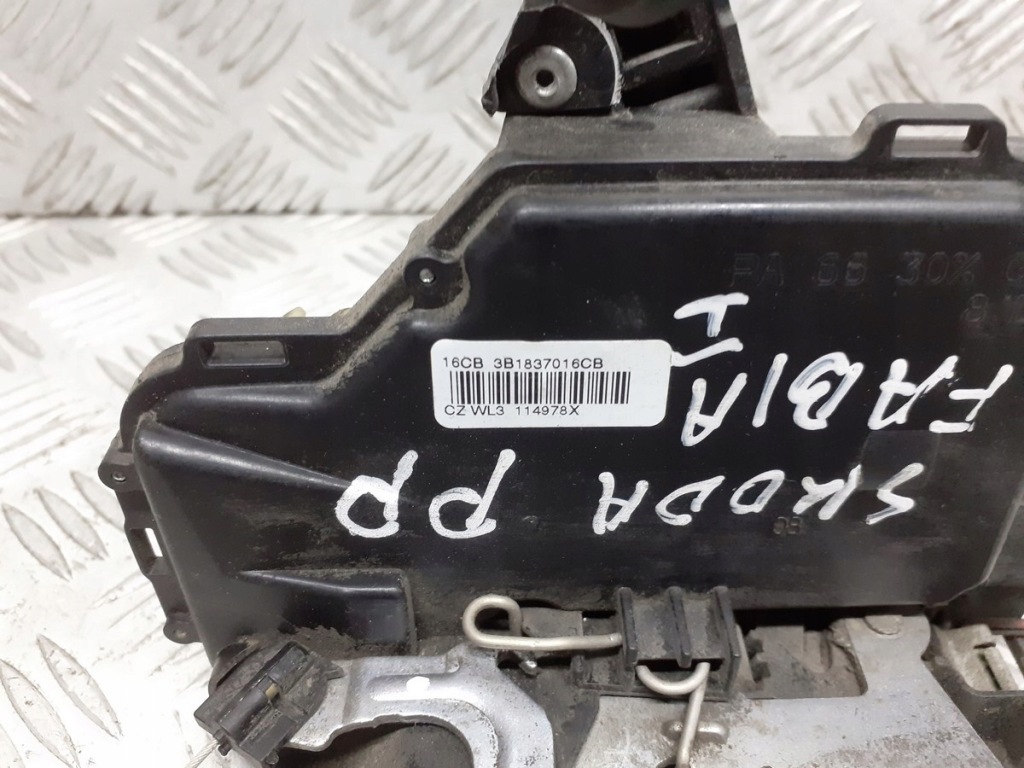 PA 66 30%
16CB 3B1837016CB
CZ WL3 114978X
SKODA PP
FABIA I